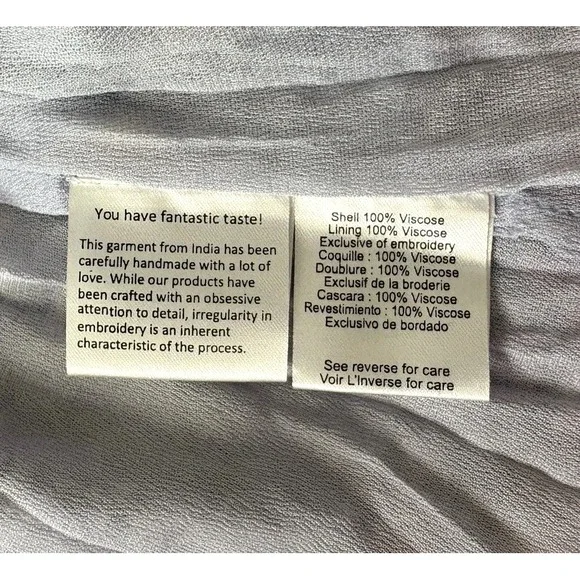 You have fantastic taste!
This garment from India has been
carefully handmade with a lot of
love. While our products have
been crafted with an obsessive
attention to detail, irregularity in
embroidery is an inherent
characteristic of the process.
Shell 100% Viscose
Lining 100% Viscose
Exclusive of embroidery
Coquille : 100% Viscose
Doublure : 100% Viscose
Exclusif de la broderie
Cascara : 100% Viscose
Revestimiento : 100% Viscose
Exclusivo de bordado
See reverse for care
Voir L'Inverse for care